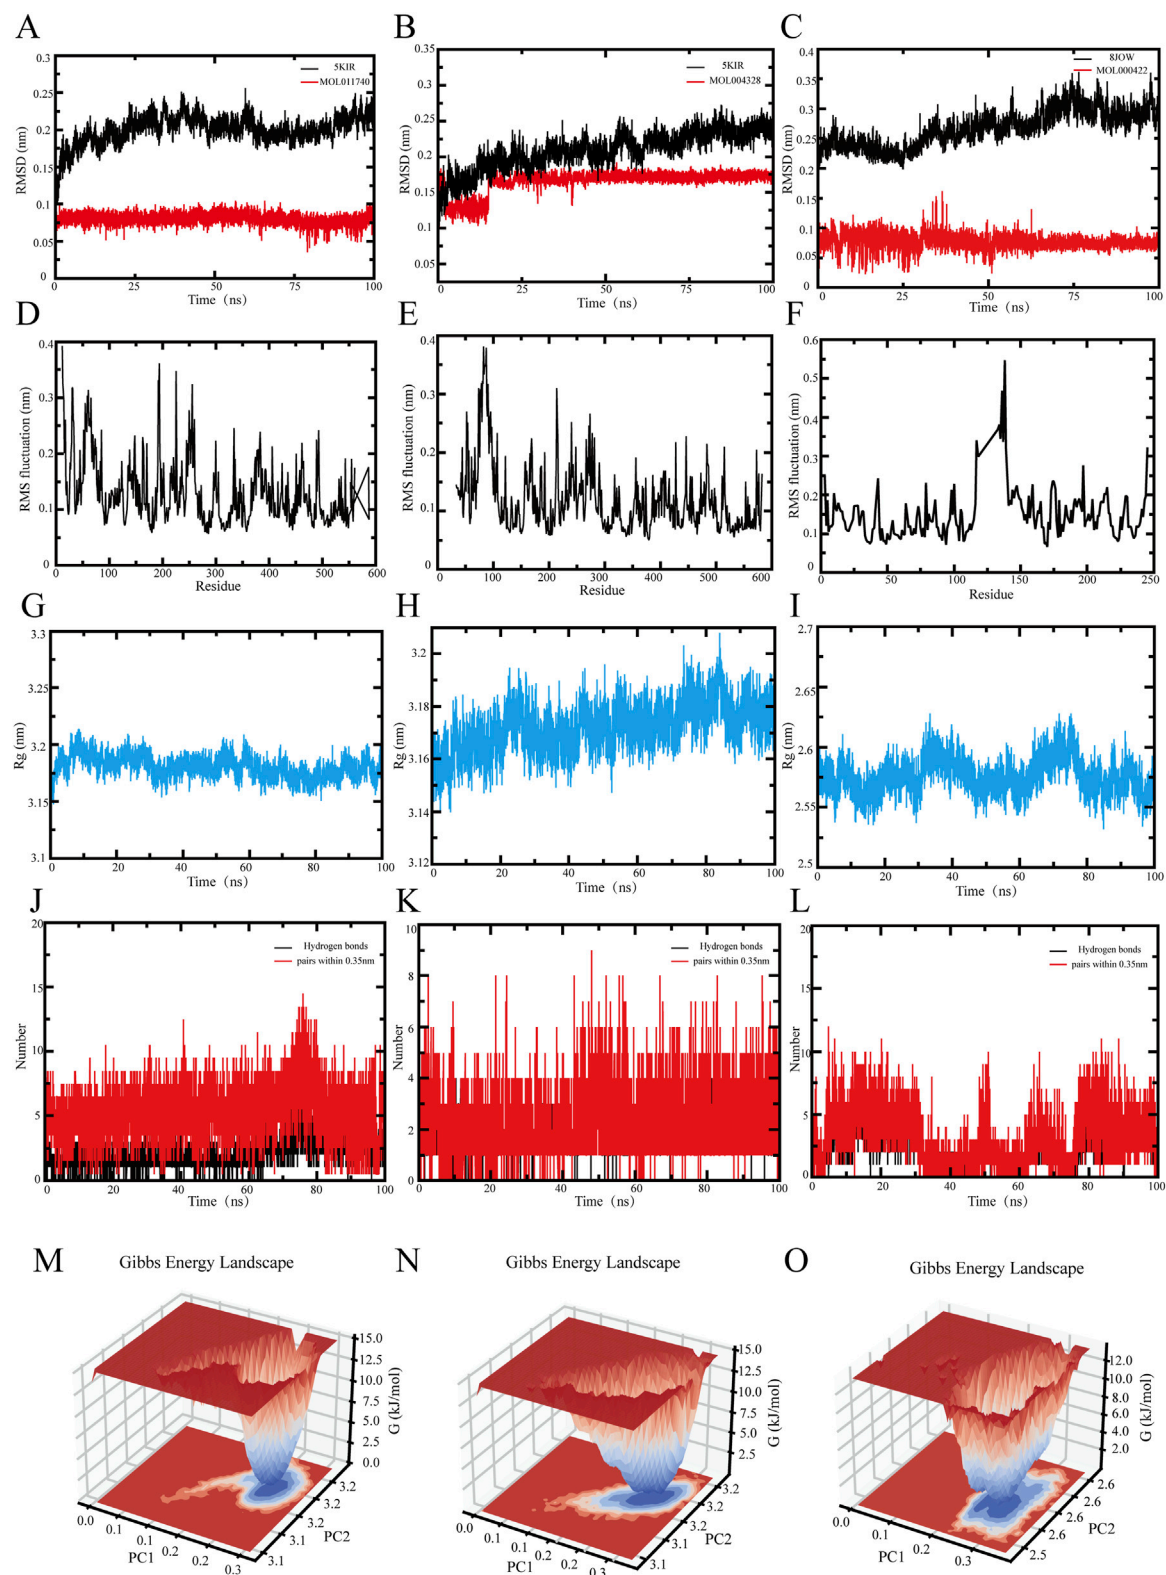 A
0.3
0.25
0.2
0.15
0.1
0.05
0
RMSD (nm)
5KIR
MOL011740
0 25 50 75 100
Time (ns)
B
0.35
0.3
0.25
0.2
0.15
0.1
0.05
RMSD (nm)
5KIR
MOL004328
0 25 50 75 100
Time (ns)
C
0.4
0.35
0.3
0.25
0.2
0.15
0.1
0.05
0
RMSD (nm)
8JOW
MOL000422
0 25 50 75 100
Time (ns)
D
0.4
0.3
0.2
0.1
0
RMS fluctuation (nm)
0 100 200 300 400 500 600
Residue
E
0.4
0.3
0.2
0.1
0
RMS fluctuation (nm)
0 100 200 300 400 500 600
Residue
F
0.6
0.5
0.4
0.3
0.2
0.1
0
RMS fluctuation (nm)
0 50 100 150 200 250
Residue
G
3.3
3.25
3.2
3.15
3.1
Rg (nm)
0 20 40 60 80 100
Time (ns)
H
3.2
3.18
3.16
3.14
3.12
Rg (nm)
0 20 40 60 80 100
Time (ns)
I
2.7
2.65
2.6
2.55
2.5
Rg (nm)
0 20 40 60 80 100
Time (ns)
J
20
15
10
5
0
Number
Hydrogen bonds
pairs within 0.35nm
0 20 40 60 80 100
Time (ns)
K
10
8
6
4
2
0
Number
Hydrogen bonds
pairs within 0.35nm
0 20 40 60 80 100
Time (ns)
L
20
15
10
5
0
Number
Hydrogen bonds
pairs within 0.35nm
0 20 40 60 80 100
Time (ns)
M
Gibbs Energy Landscape
15.0
12.5
10.0
7.5
5.0
2.5
0.0
G (kJ/mol)
0.0 0.1 0.1 0.2 0.2 0.3
PC1
3.1 3.1 3.2 3.2 3.2
PC2
N
Gibbs Energy Landscape
15.0
12.5
10.0
7.5
5.0
2.5
G (kJ/mol)
0.0 0.1 0.2 0.2 0.3
PC1
3.1 3.1 3.2 3.2 3.2
PC2
O
Gibbs Energy Landscape
12.0
10.0
8.0
6.0
4.0
2.0
G (kJ/mol)
0.0 0.1 0.2 0.3
PC1
2.5 2.6 2.6 2.6
PC2